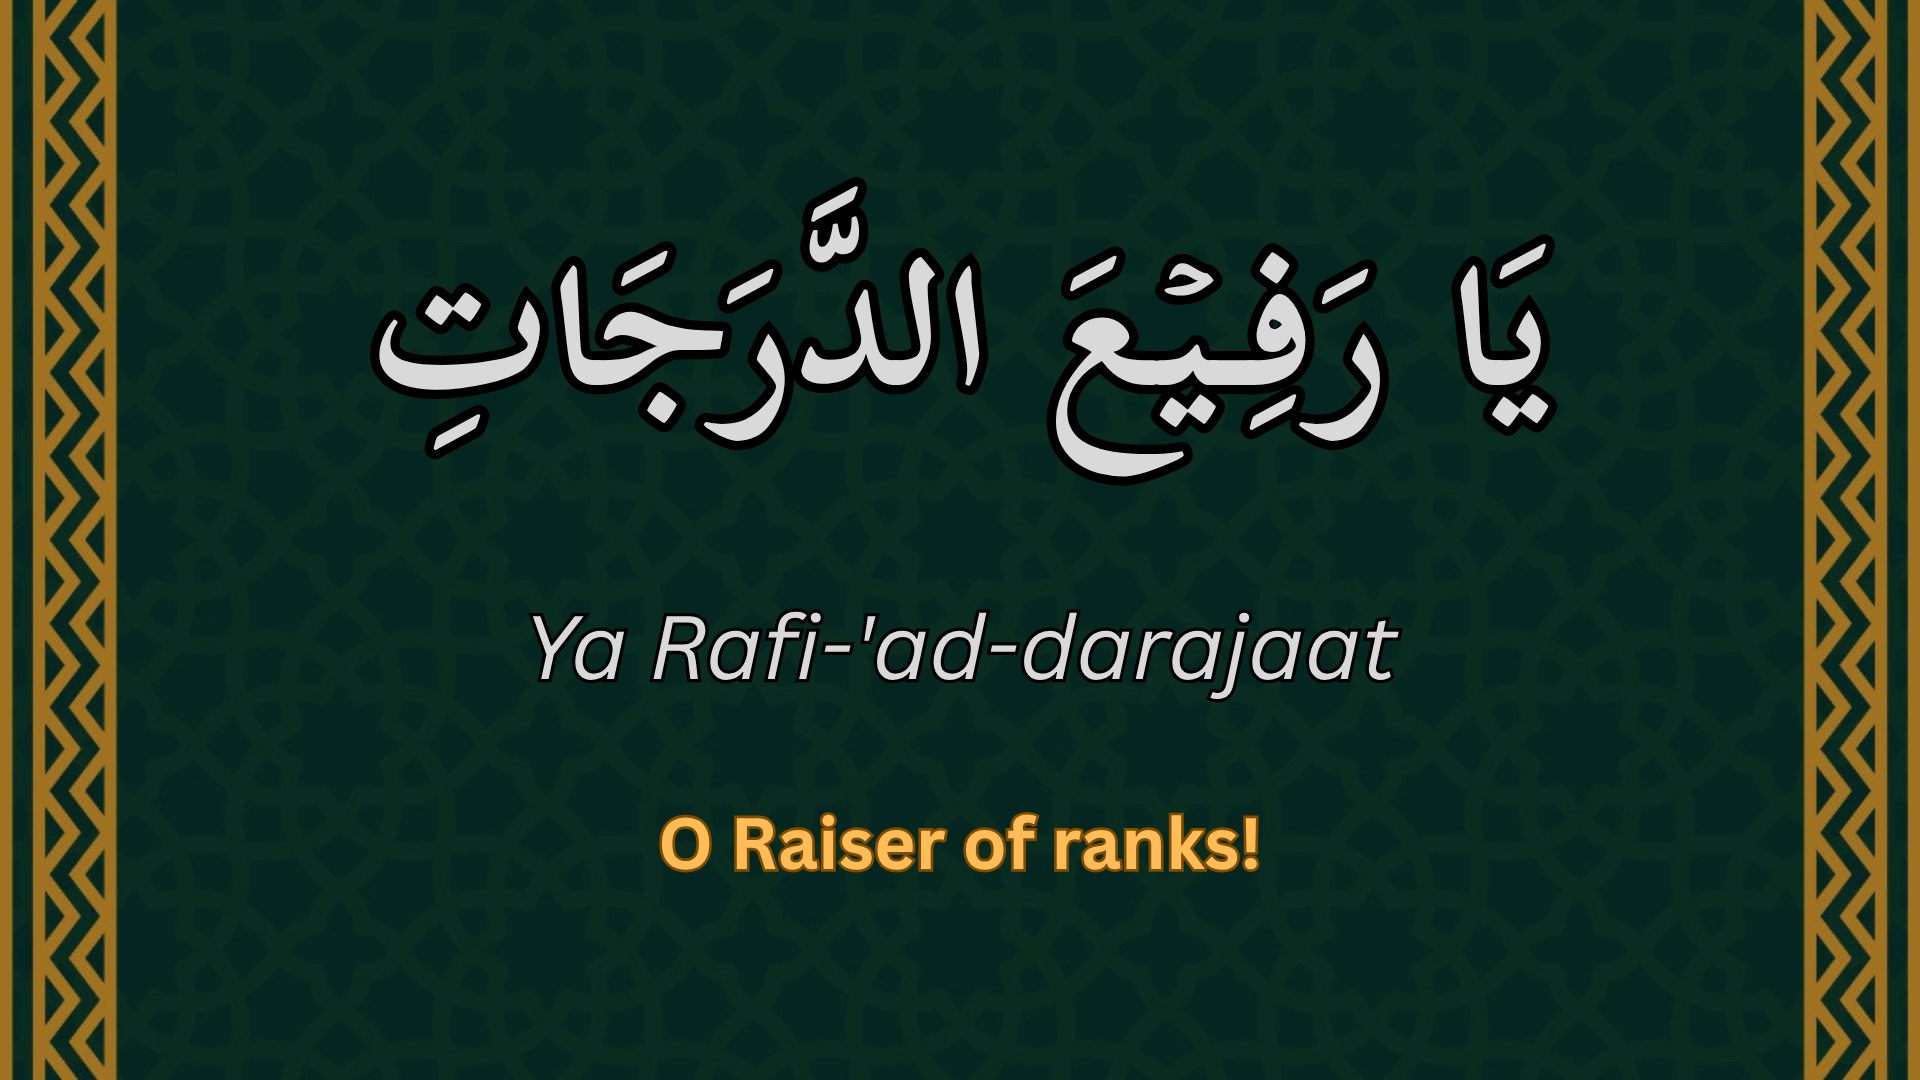 يَا رَفِيْعَ الدَّرَجَاتِ
Ya Rafi-'ad-darajaat
O Raiser of ranks!